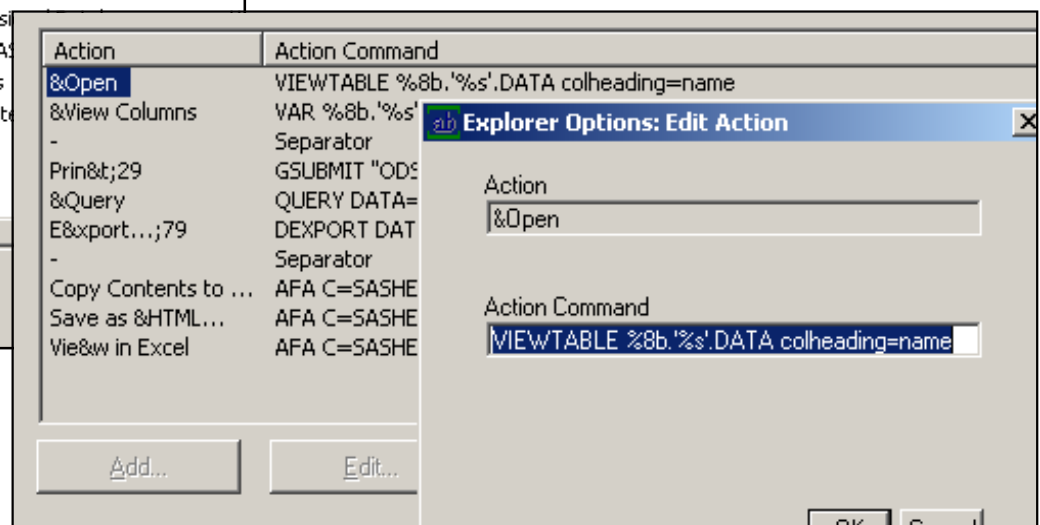 Action Action Command
&Open VIEWTABLE %8b.'%s'.DATA colheading=name
&View Columns VAR %8b.'%s'
- Separator
Prin&t;29 GSUBMIT "ODS
&Query QUERY DATA=
E&xport...;79 DEXPORT DAT
- Separator
Copy Contents to ... AFA C=SASHE
Save as &HTML... AFA C=SASHE
Vie&w in Excel AFA C=SASHE
Add... Edit...
Explorer Options: Edit Action
Action
&Open
Action Command
VIEWTABLE %8b.'%s'.DATA colheading=name
OK